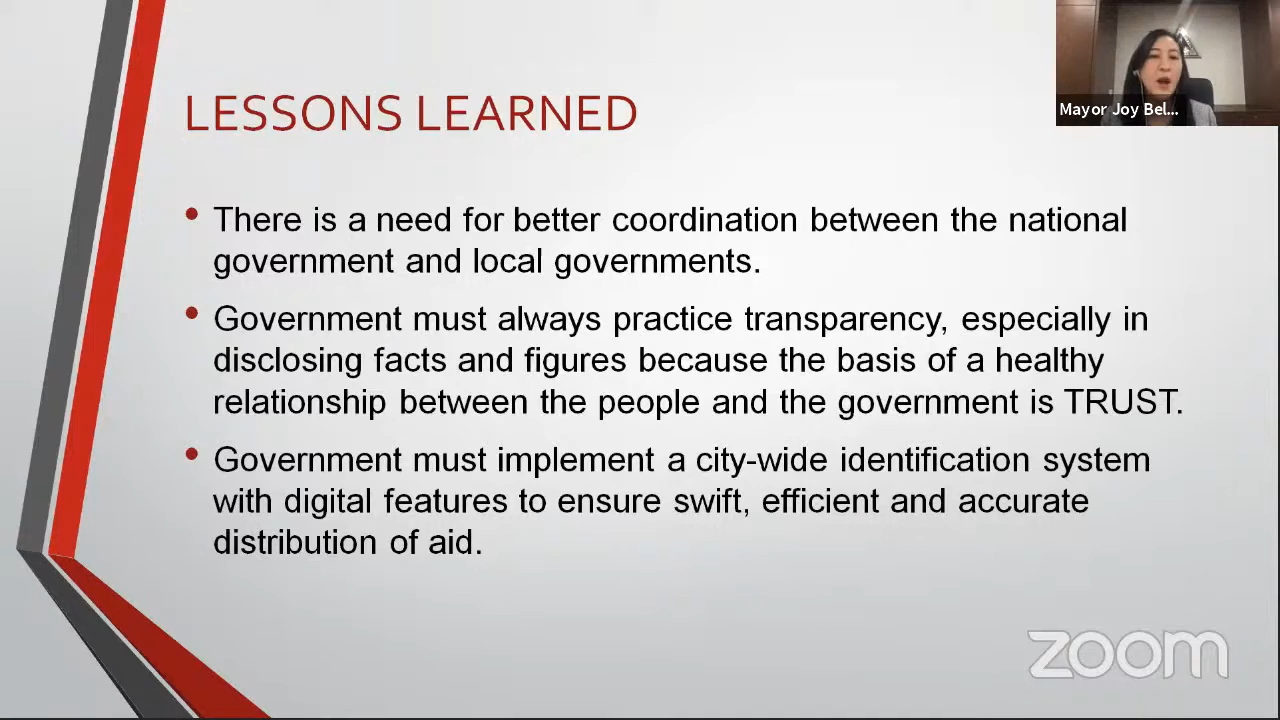 Mayor Joy Bel...
LESSONS LEARNED
• There is a need for better coordination between the national
government and local governments.
• Government must always practice transparency, especially in
disclosing facts and figures because the basis of a healthy
relationship between the people and the government is TRUST.
• Government must implement a city-wide identification system
with digital features to ensure swift, efficient and accurate
distribution of aid.
zoom